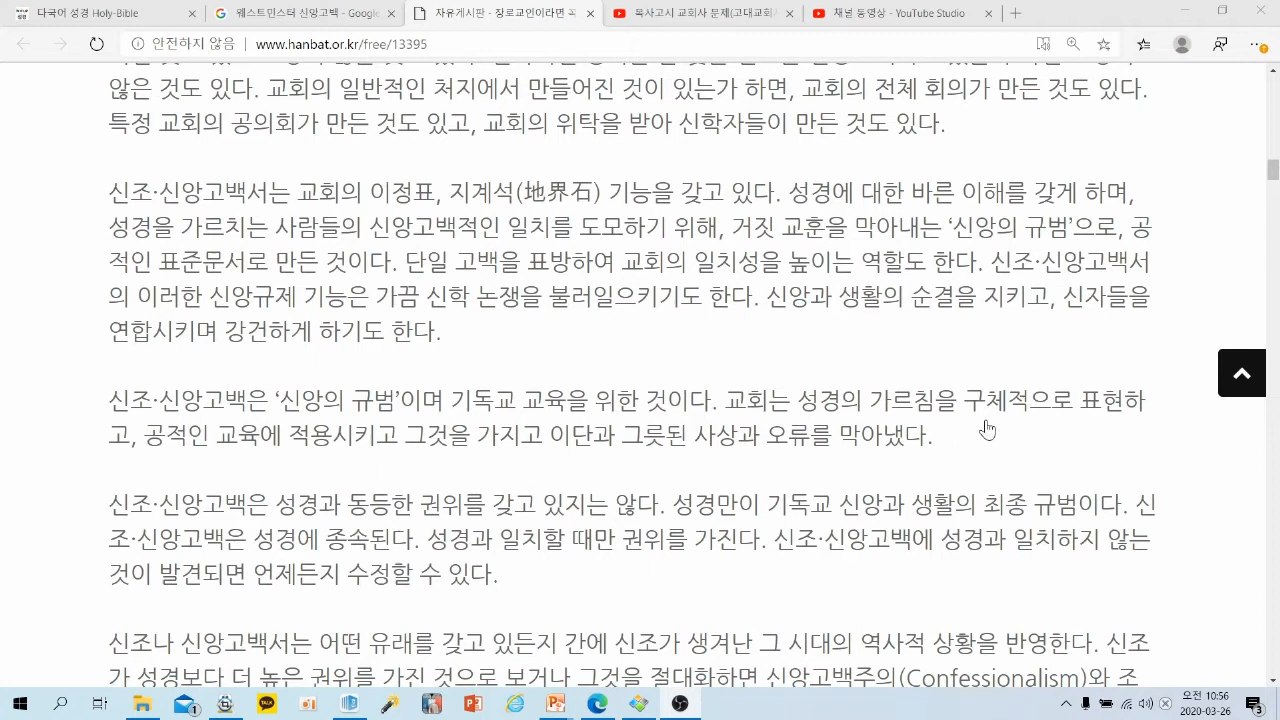 다국어 성경 Holy-Bible
웨스트민스터 신앙고백 - Google
자유게시판 - 장로교인이라면 꼭
목사고시 교회사 문제(고대교회
채널 동영상 - YouTube Studio
안전하지 않음 | www.hanbat.or.kr/free/13395
않은 것도 있다. 교회의 일반적인 처지에서 만들어진 것이 있는가 하면, 교회의 전체 회의가 만든 것도 있다.
특정 교회의 공의회가 만든 것도 있고, 교회의 위탁을 받아 신학자들이 만든 것도 있다.
신조·신앙고백서는 교회의 이정표, 지계석(地界石) 기능을 갖고 있다. 성경에 대한 바른 이해를 갖게 하며,
성경을 가르치는 사람들의 신앙고백적인 일치를 도모하기 위해, 거짓 교훈을 막아내는 ‘신앙의 규범’으로, 공
적인 표준문서로 만든 것이다. 단일 고백을 표방하여 교회의 일치성을 높이는 역할도 한다. 신조·신앙고백서
의 이러한 신앙규제 기능은 가끔 신학 논쟁을 불러일으키기도 한다. 신앙과 생활의 순결을 지키고, 신자들을
연합시키며 강건하게 하기도 한다.
신조·신앙고백은 ‘신앙의 규범’이며 기독교 교육을 위한 것이다. 교회는 성경의 가르침을 구체적으로 표현하
고, 공적인 교육에 적용시키고 그것을 가지고 이단과 그릇된 사상과 오류를 막아냈다.
신조·신앙고백은 성경과 동등한 권위를 갖고 있지는 않다. 성경만이 기독교 신앙과 생활의 최종 규범이다. 신
조·신앙고백은 성경에 종속된다. 성경과 일치할 때만 권위를 가진다. 신조·신앙고백에 성경과 일치하지 않는
것이 발견되면 언제든지 수정할 수 있다.
신조나 신앙고백서는 어떤 유래를 갖고 있든지 간에 신조가 생겨난 그 시대의 역사적 상황을 반영한다. 신조
가 성경보다 더 높은 권위를 가진 것으로 보거나 그것을 절대화하면 신앙고백주의(Confessionalism)와 조
오전 10:56
2020-03-26